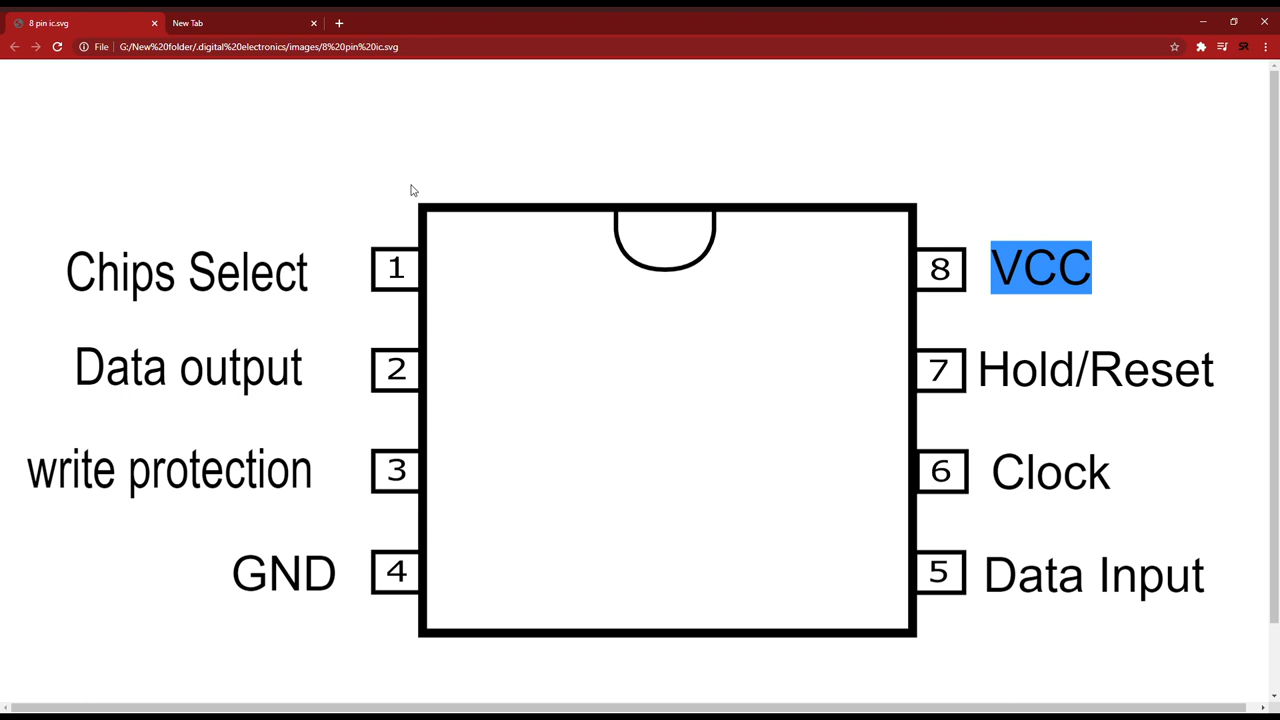 8 pin ic.svg
New Tab
File
G:/New%20folder/.digital%20electronics/images/8%20pin%20ic.svg
Chips Select 1 8 VCC
Data output 2 7 Hold/Reset
write protection 3 6 Clock
GND 4 5 Data Input